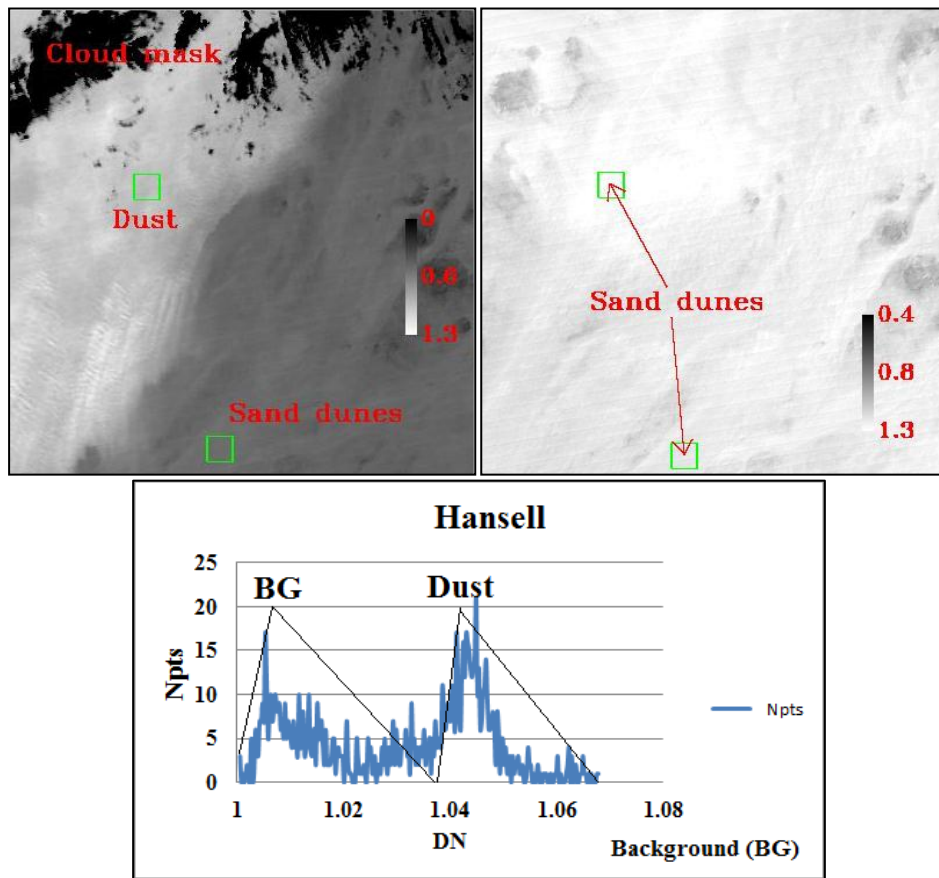 Cloud mask
Dust
0
0.6
1.3
Sand dunes
Sand dunes
0.4
0.8
1.3
Hansell
25
20
15
10
5
0
Npts
BG
Dust
Npts
1 1.02 1.04 1.06 1.08
DN
Background (BG)